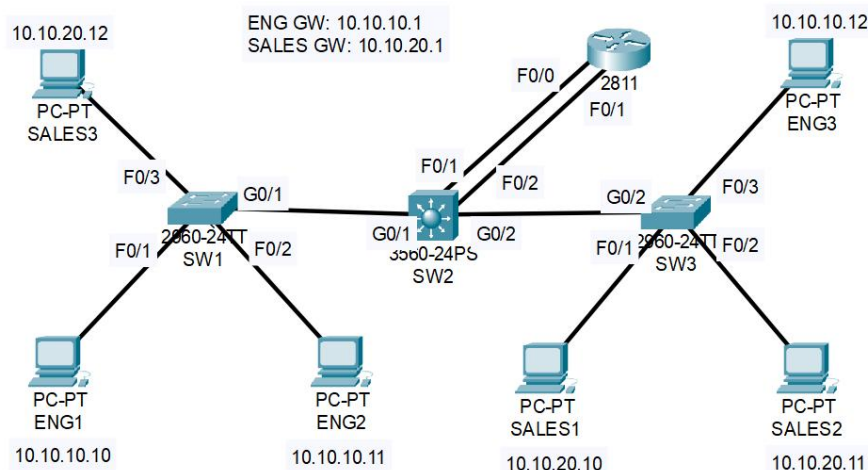 10.10.20.12
ENG GW: 10.10.10.1
SALES GW: 10.10.20.1
10.10.10.12
F0/0
2811
PC-PT
SALES3
F0/1
PC-PT
ENG3
F0/3
F0/1
F0/2
F0/3
G0/1
G0/2
2960-24TT
SW1
F0/1
F0/2
G0/1
G0/2
3560-24PS
SW2
2960-24TT
SW3
F0/1
F0/2
PC-PT
ENG1
PC-PT
ENG2
PC-PT
SALES1
PC-PT
SALES2
10.10.10.10
10.10.10.11
10.10.20.10
10.10.20.11